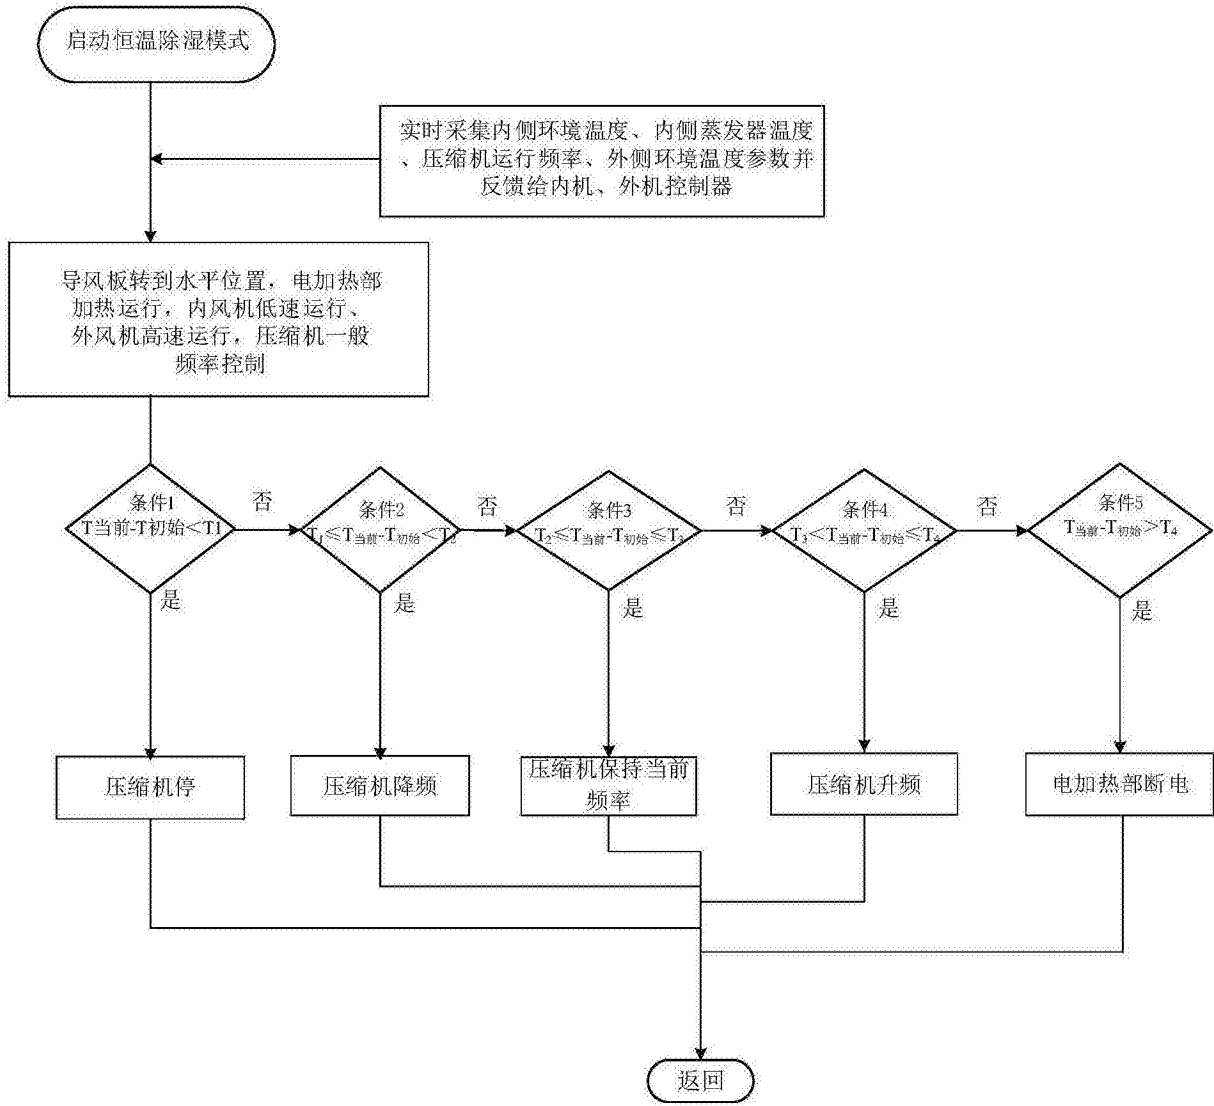 启动恒温除湿模式
实时采集内侧环境温度、内侧蒸发器温度
、压缩机运行频率、外侧环境温度参数并
反馈给内机、外机控制器
导风板转到水平位置，电加热部
加热运行，内风机低速运行、
外风机高速运行，压缩机一般
频率控制
条件1
T当前-T初始＜T1
否
条件2
T1≤T当前-T初始＜T2
否
条件3
T2≤T当前-T初始≤T3
否
条件4
T3＜T当前-T初始≤T4
否
条件5
T当前-T初始＞T4
是
是
是
是
是
压缩机停
压缩机降频
压缩机保持当前
频率
压缩机升频
电加热部断电
返回